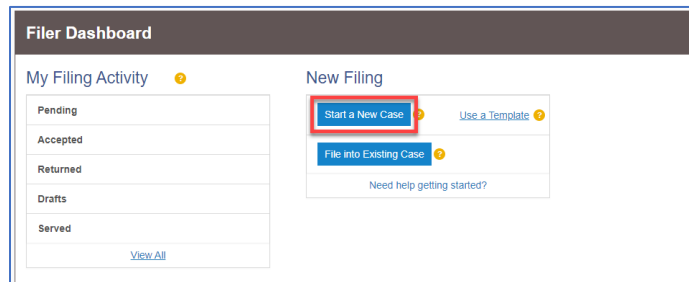 Filer Dashboard
My Filing Activity ?
Pending
Accepted
Returned
Drafts
Served
View All
New Filing
Start a New Case ? Use a Template ?
File into Existing Case ?
Need help getting started?